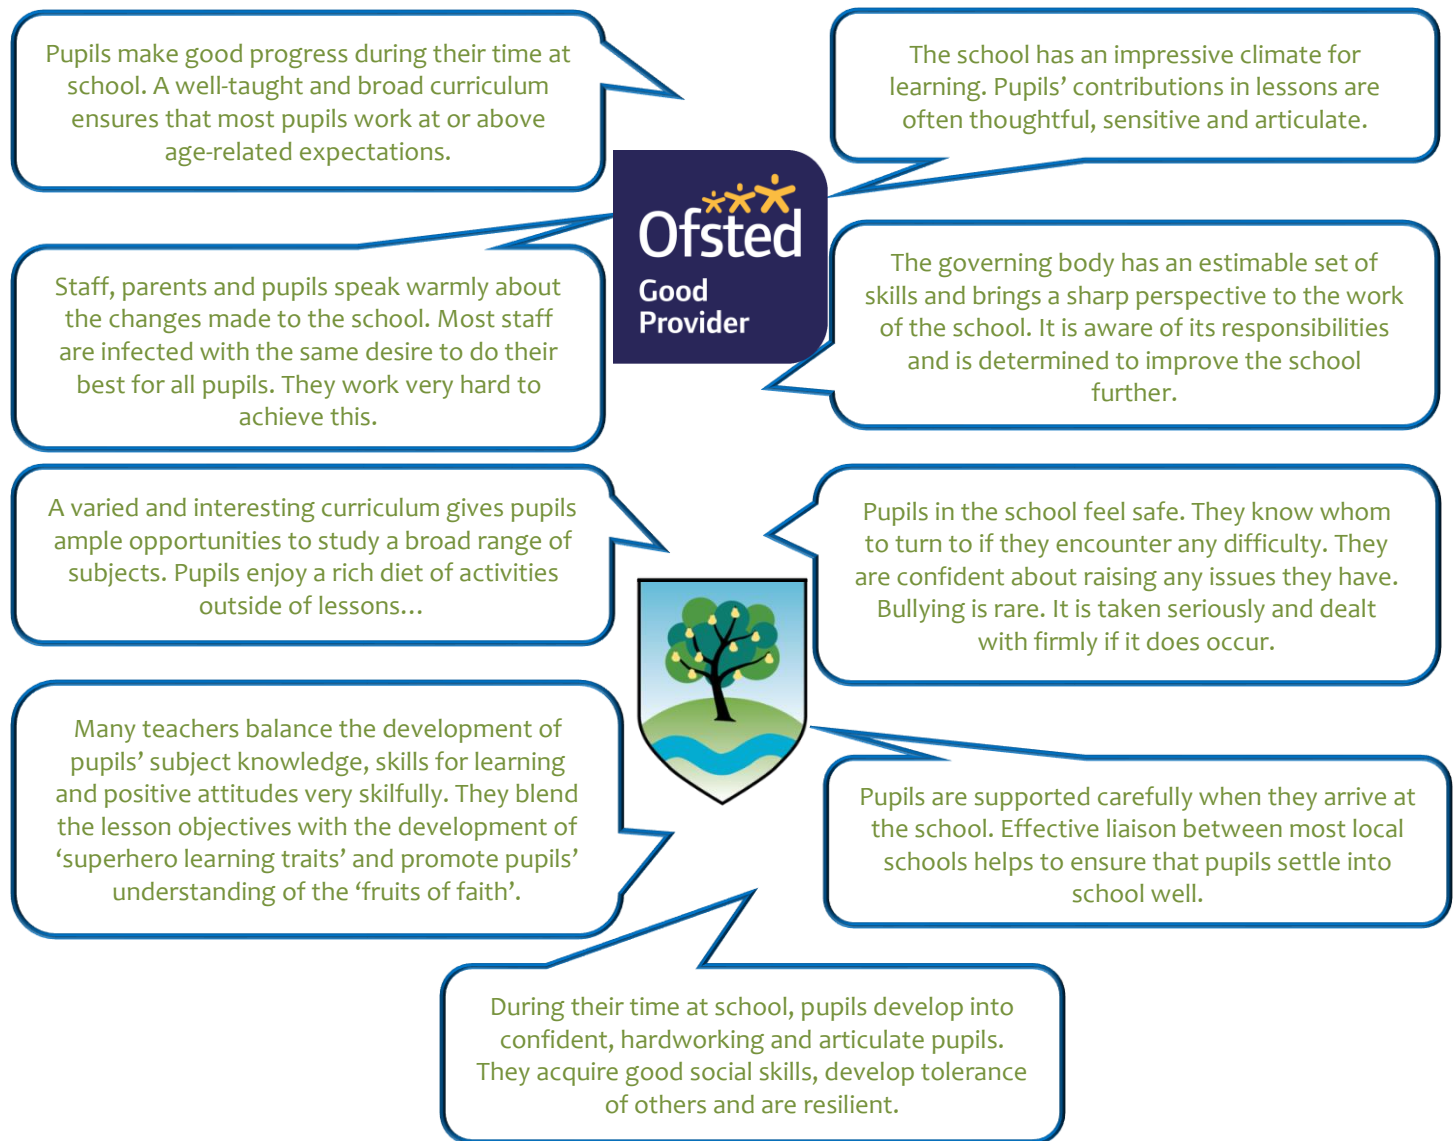 Pupils make good progress during their time at
school. A well-taught and broad curriculum
ensures that most pupils work at or above
age-related expectations.
The school has an impressive climate for
learning. Pupils’ contributions in lessons are
often thoughtful, sensitive and articulate.
Ofsted
Good
Provider
Staff, parents and pupils speak warmly about
the changes made to the school. Most staff
are infected with the same desire to do their
best for all pupils. They work very hard to
achieve this.
The governing body has an estimable set of
skills and brings a sharp perspective to the work
of the school. It is aware of its responsibilities
and is determined to improve the school
further.
A varied and interesting curriculum gives pupils
ample opportunities to study a broad range of
subjects. Pupils enjoy a rich diet of activities
outside of lessons…
Pupils in the school feel safe. They know whom
to turn to if they encounter any difficulty. They
are confident about raising any issues they have.
Bullying is rare. It is taken seriously and dealt
with firmly if it does occur.
Many teachers balance the development of
pupils’ subject knowledge, skills for learning
and positive attitudes very skilfully. They blend
the lesson objectives with the development of
‘superhero learning traits’ and promote pupils’
understanding of the ‘fruits of faith’.
Pupils are supported carefully when they arrive at
the school. Effective liaison between most local
schools helps to ensure that pupils settle into
school well.
During their time at school, pupils develop into
confident, hardworking and articulate pupils.
They acquire good social skills, develop tolerance
of others and are resilient.